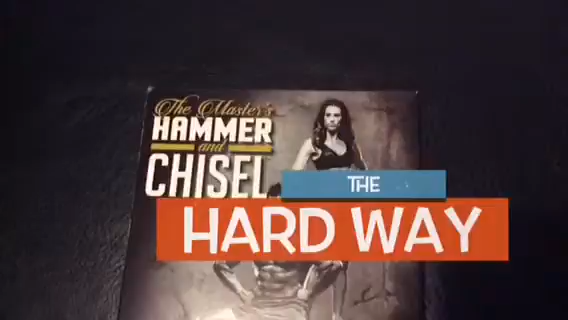 The Master's
HAMMER
and
CHISEL
THE
HARD WAY